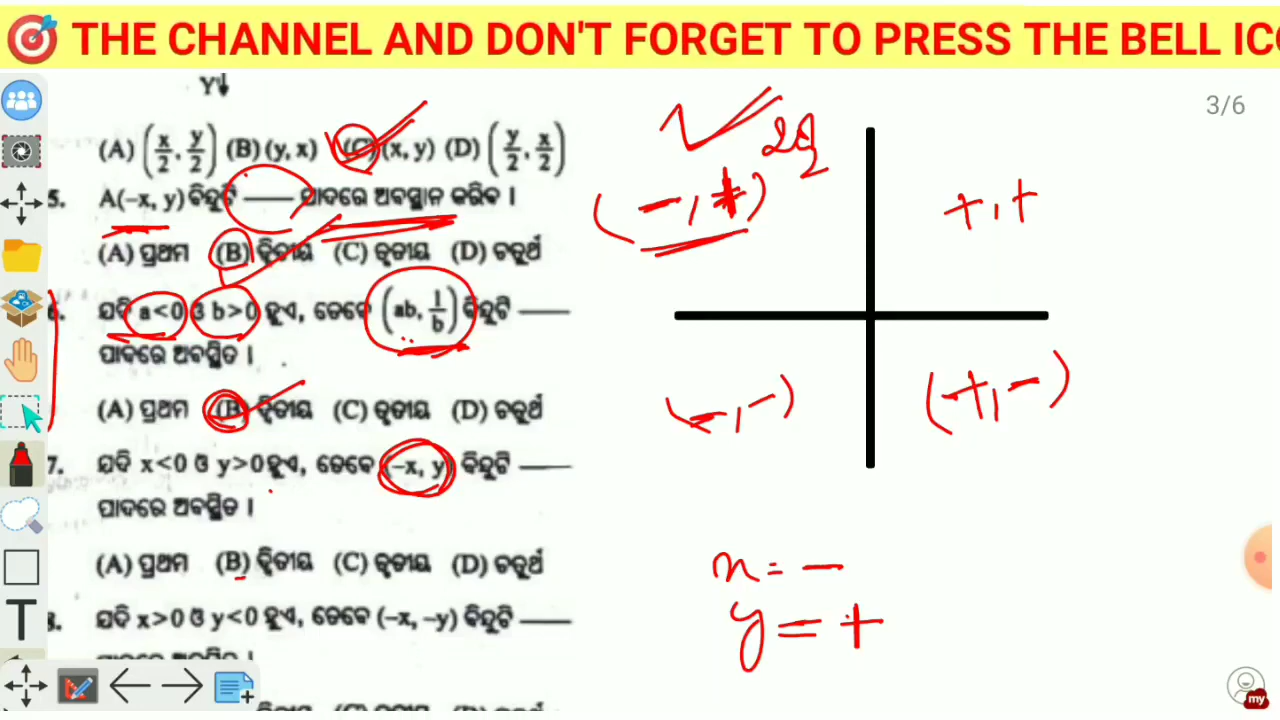 THE CHANNEL AND DON'T FORGET TO PRESS THE BELL ICO
3/6
Y'
(A) (x/2, y/2) (B) (y, x) (C) (x, y) (D) (y/2, x/2)
5. A(–x, y) ବିନ୍ଦୁଟି —— ପାଦରେ ଅବସ୍ଥାନ କରିବ ।
(A) ପ୍ରଥମ (B) ଦ୍ଵିତୀୟ (C) ତୃତୀୟ (D) ଚତୁର୍ଥ
6. ଯଦି a<0 ଓ b>0 ହୁଏ, ତେବେ (ab, 1/b) ବିନ୍ଦୁଟି ——
ପାଦରେ ଅବସ୍ଥିତ ।
(A) ପ୍ରଥମ (B) ଦ୍ଵିତୀୟ (C) ତୃତୀୟ (D) ଚତୁର୍ଥ
7. ଯଦି x<0 ଓ y>0 ହୁଏ, ତେବେ (–x, y) ବିନ୍ଦୁଟି ——
ପାଦରେ ଅବସ୍ଥିତ ।
(A) ପ୍ରଥମ (B) ଦ୍ଵିତୀୟ (C) ତୃତୀୟ (D) ଚତୁର୍ଥ
8. ଯଦି x>0 ଓ y<0 ହୁଏ, ତେବେ (–x, –y) ବିନ୍ଦୁଟି ——
(–, +)
+, +
(–, –)
(+, –)
x = –
y = +
T
my